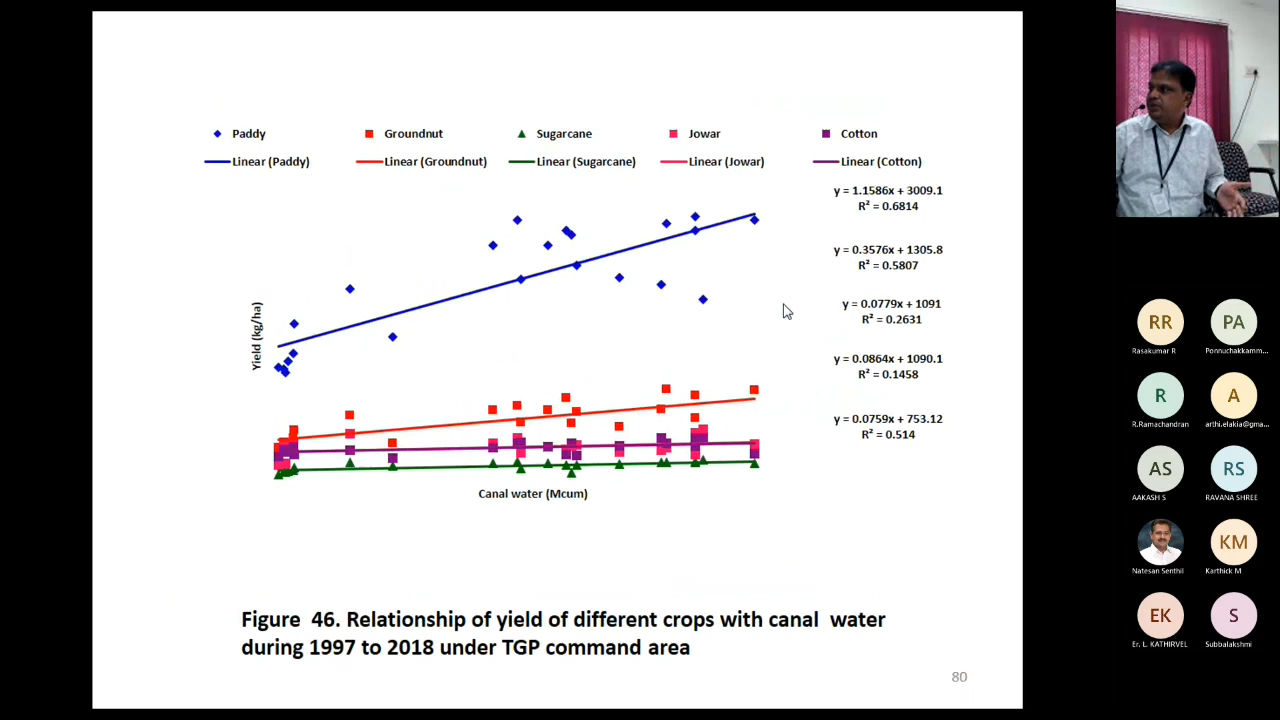 Paddy
Groundnut
Sugarcane
Jowar
Cotton
Linear (Paddy)
Linear (Groundnut)
Linear (Sugarcane)
Linear (Jowar)
Linear (Cotton)
y = 1.1586x + 3009.1
R² = 0.6814
y = 0.3576x + 1305.8
R² = 0.5807
y = 0.0779x + 1091
R² = 0.2631
y = 0.0864x + 1090.1
R² = 0.1458
y = 0.0759x + 753.12
R² = 0.514
Yield (kg/ha)
Canal water (Mcum)
Figure 46. Relationship of yield of different crops with canal water
during 1997 to 2018 under TGP command area
80
RR
Rasakumar R
PA
Ponnuchakkamm...
R
R.Ramachandran
A
arthi.elakia@gma...
AS
AAKASH S
RS
RAVANA SHREE
Natesan Senthil
KM
Karthick M
EK
Er. L. KATHIRVEL
S
Subbalakshmi